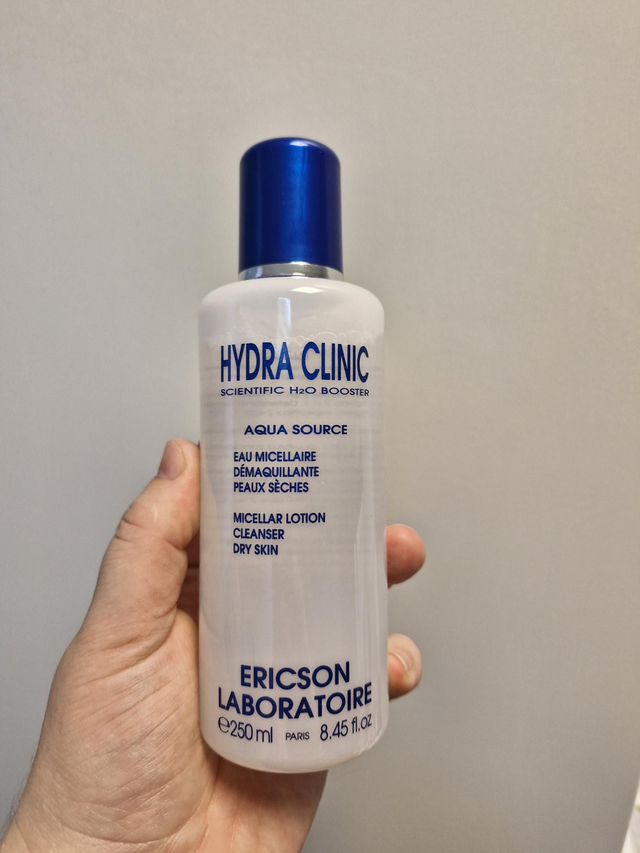 HYDRA CLINIC
SCIENTIFIC H2O BOOSTER
AQUA SOURCE
EAU MICELLAIRE
DÉMAQUILLANTE
PEAUX SÈCHES
MICELLAR LOTION
CLEANSER
DRY SKIN
ERICSON
LABORATOIRE
℮250 ml PARIS 8.45 fl.oz